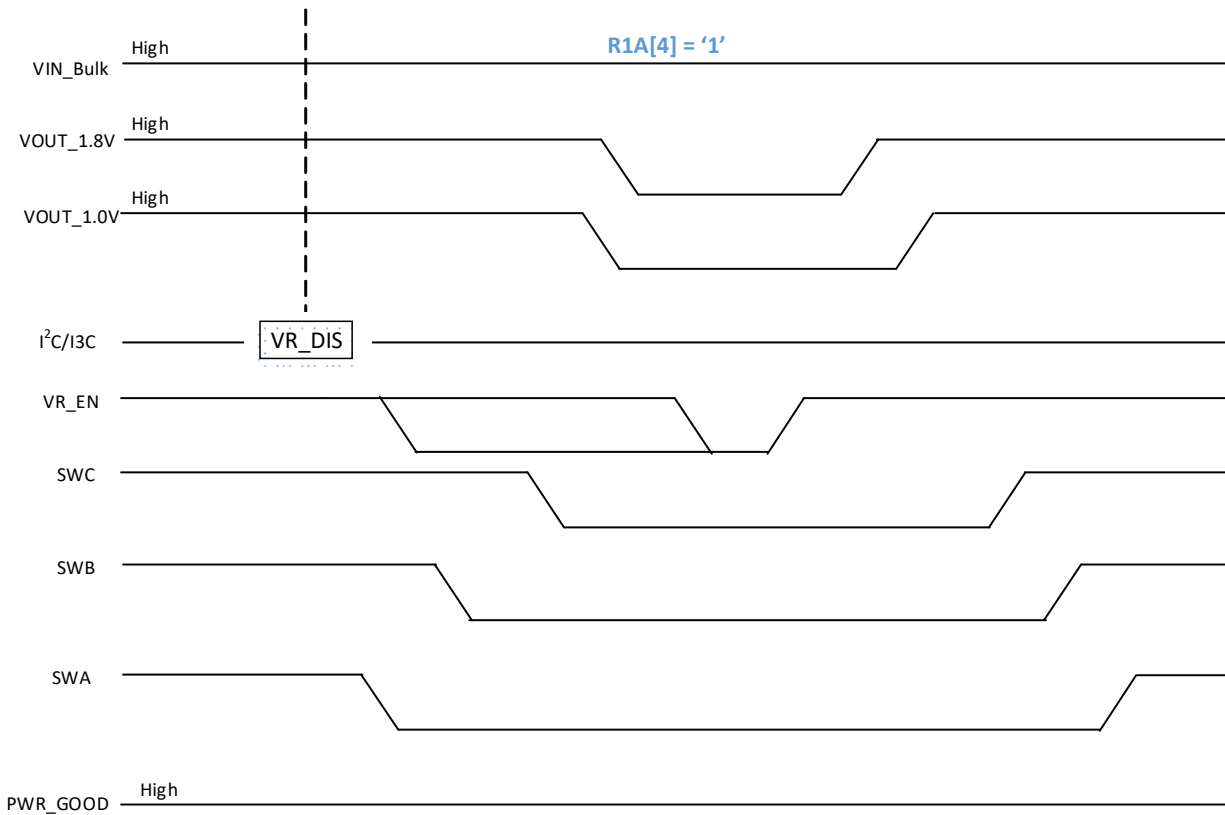 R1A[4] = ‘1’
VIN_Bulk High
VOUT_1.8V High
VOUT_1.0V High
I²C/I3C VR_DIS
VR_EN
SWC
SWB
SWA
PWR_GOOD High